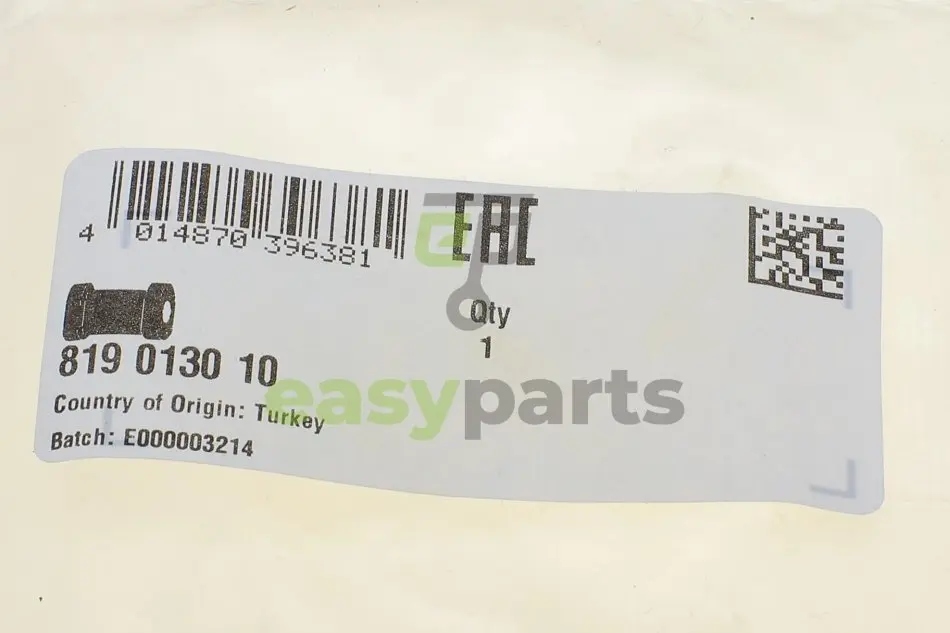 4 014870 396381
EAC
Qty
1
819 0130 10
Country of Origin: Turkey
Batch: E000003214
easyparts